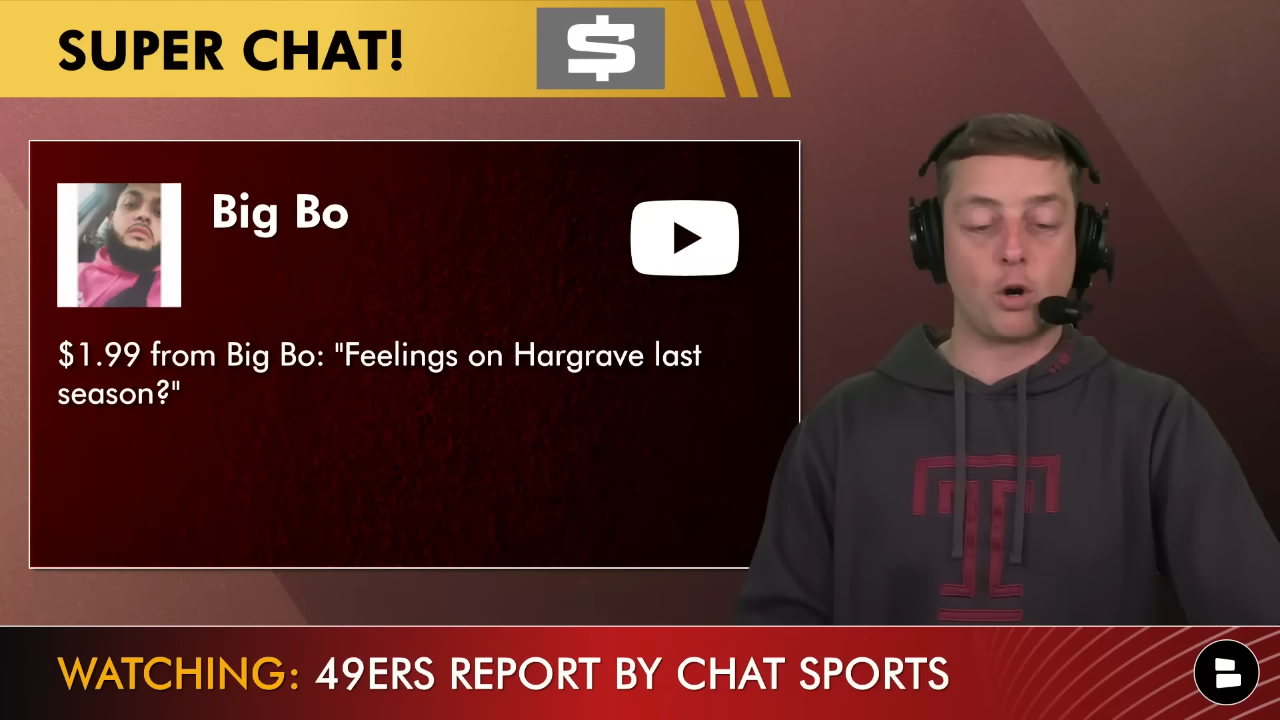 SUPER CHAT!
$
Big Bo
$1.99 from Big Bo: "Feelings on Hargrave last
season?"
T
WATCHING: 49ERS REPORT BY CHAT SPORTS